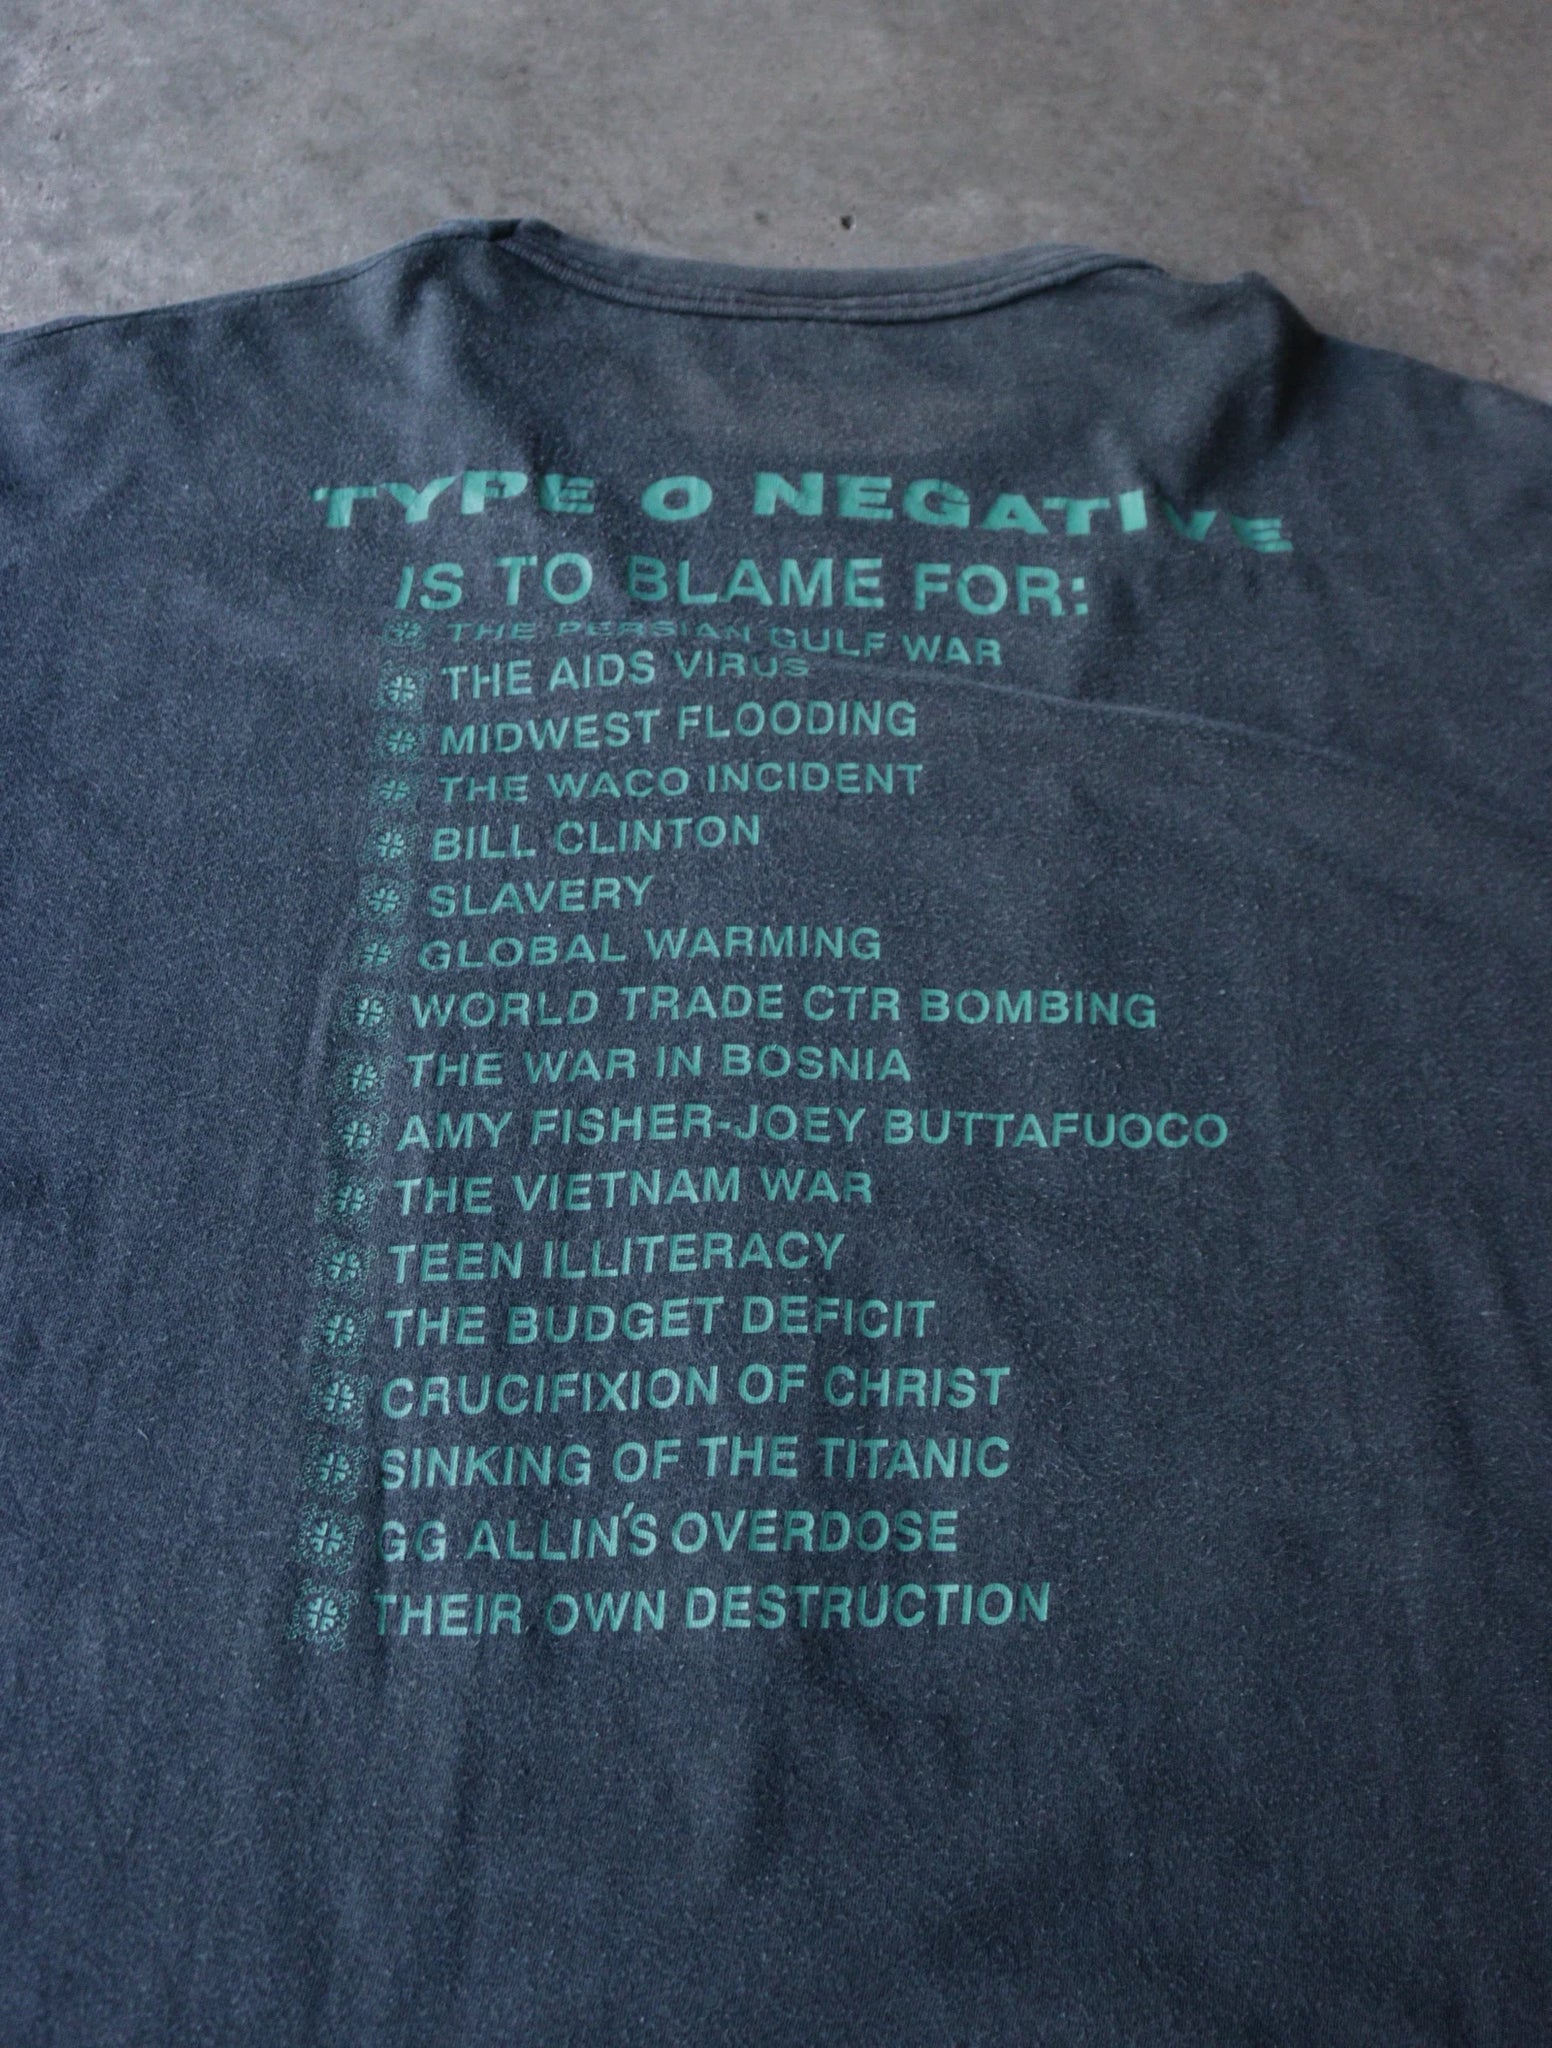 TYPE O NEGATIVE
IS TO BLAME FOR:
THE PERSIAN GULF WAR
THE AIDS VIRUS
MIDWEST FLOODING
THE WACO INCIDENT
BILL CLINTON
SLAVERY
GLOBAL WARMING
WORLD TRADE CTR BOMBING
THE WAR IN BOSNIA
AMY FISHER-JOEY BUTTAFUOCO
THE VIETNAM WAR
TEEN ILLITERACY
THE BUDGET DEFICIT
CRUCIFIXION OF CHRIST
SINKING OF THE TITANIC
GG ALLIN'S OVERDOSE
THEIR OWN DESTRUCTION